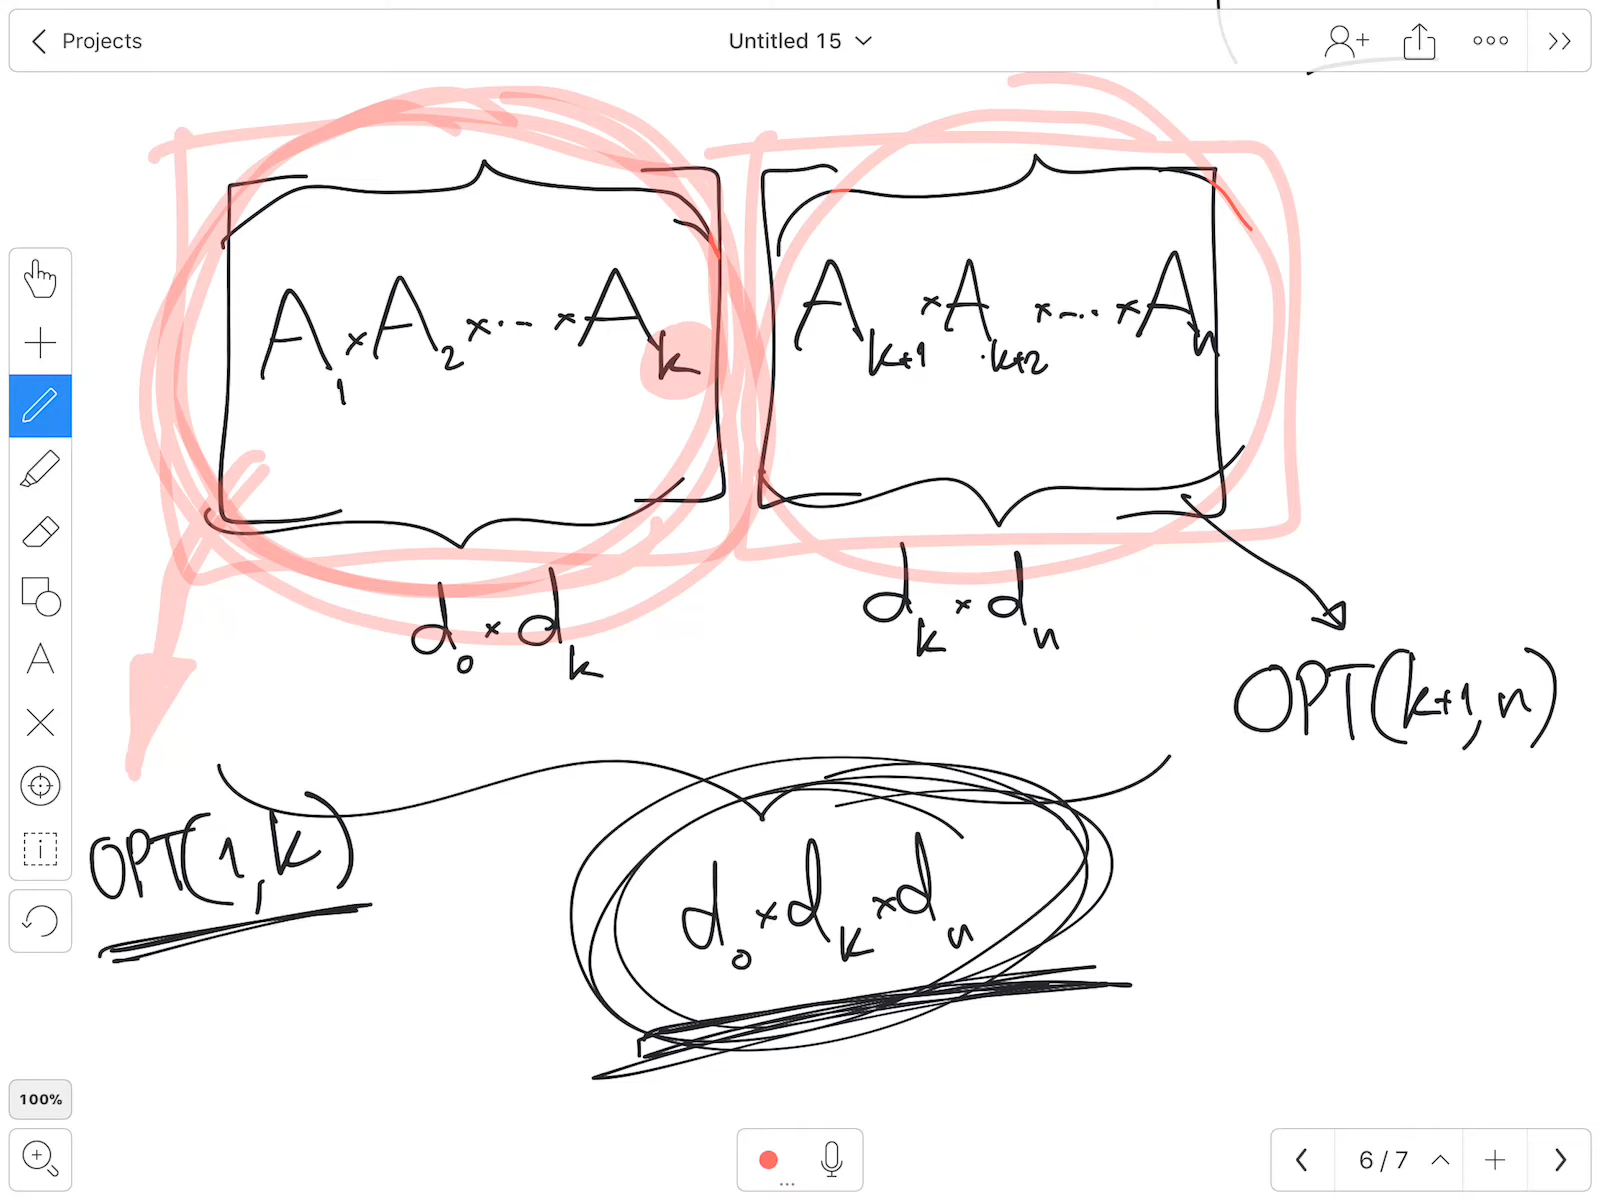 Projects
Untitled 15
A₁ × A₂ × ... × Aₖ
Aₖ₊₁ × Aₖ₊₂ × ... × Aₙ
d₀ × dₖ
dₖ × dₙ
OPT(k+1, n)
OPT(1, k)
d₀ × dₖ × dₙ
A
i
100%
6 / 7